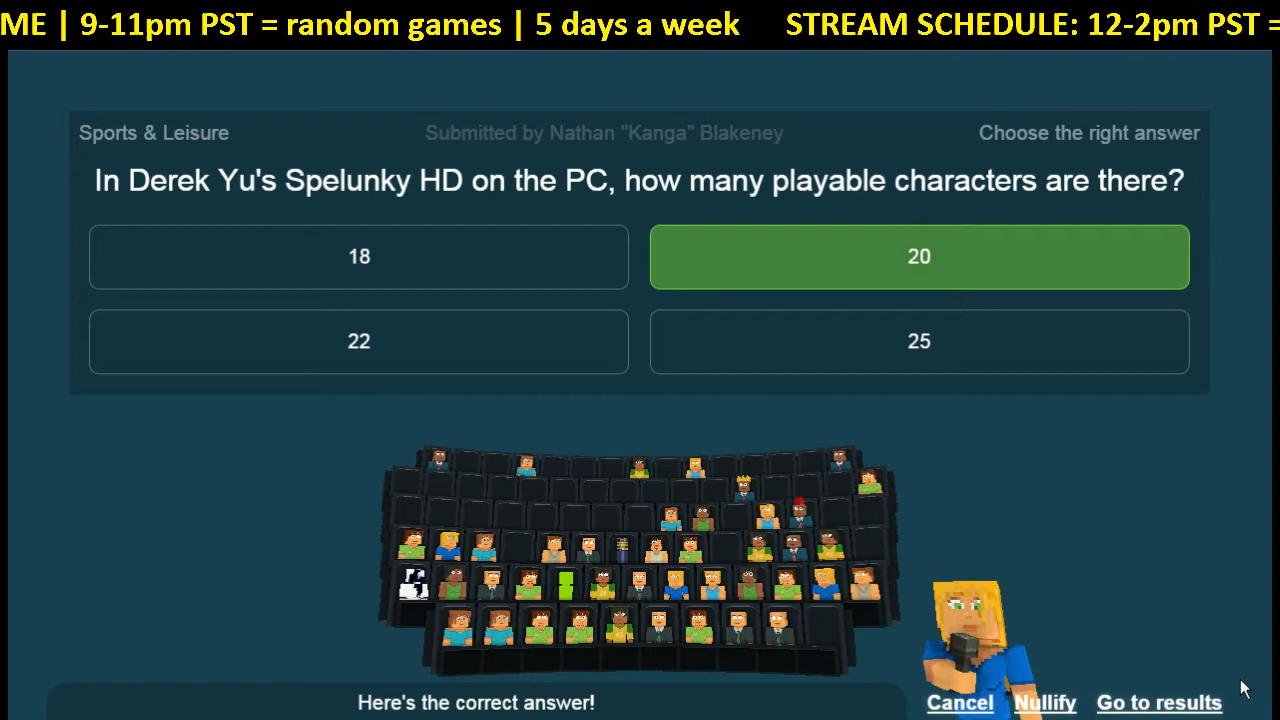 ME | 9-11pm PST = random games | 5 days a week STREAM SCHEDULE: 12-2pm PST =
Sports & Leisure Submitted by Nathan "Kanga" Blakeney Choose the right answer
In Derek Yu's Spelunky HD on the PC, how many playable characters are there?
18 20
22 25
Here's the correct answer! Cancel Nullify Go to results